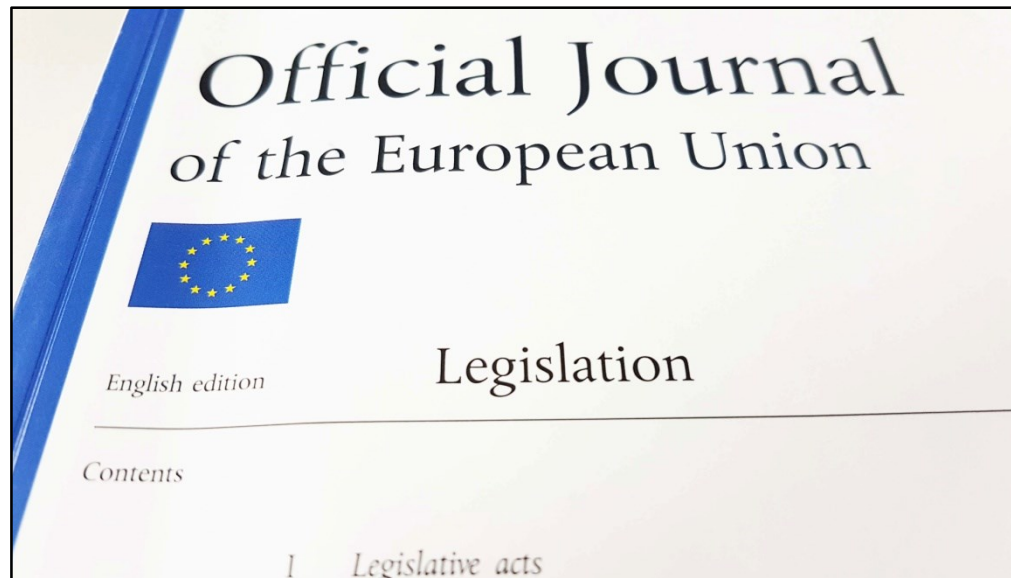 Official Journal
of the European Union
English edition
Legislation
Contents
I Legislative acts